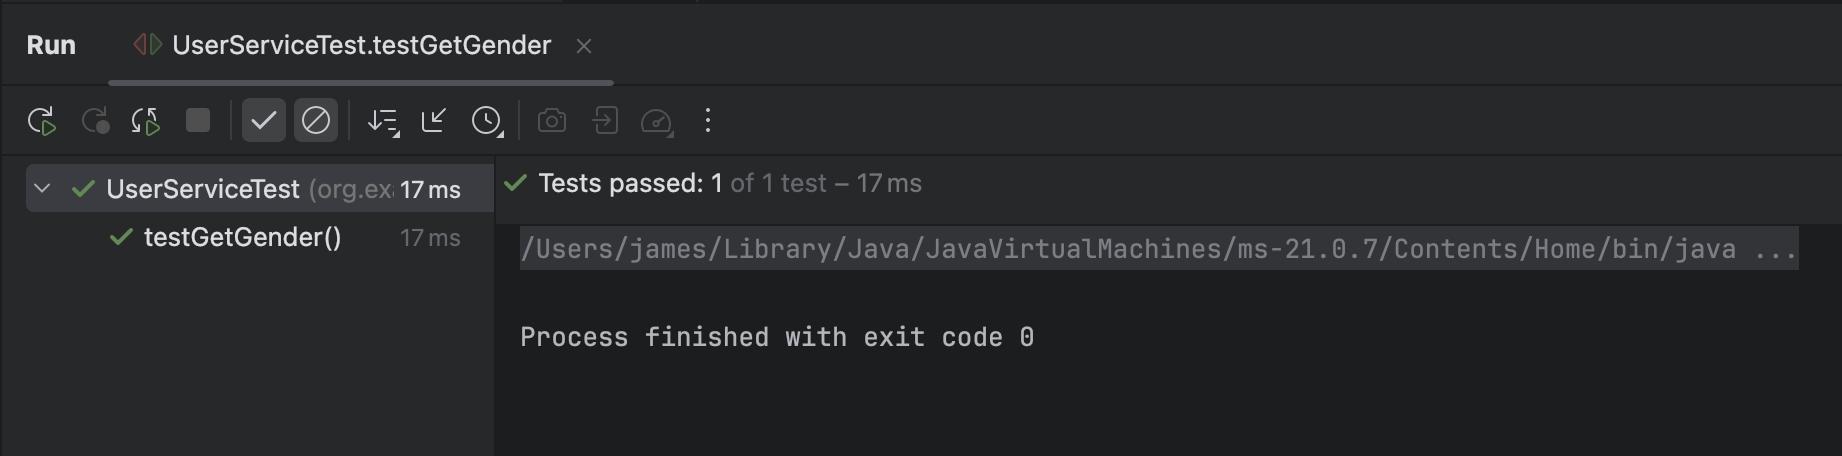 Run UserServiceTest.testGetGender
UserServiceTest (org.exa 17 ms
testGetGender() 17 ms
Tests passed: 1 of 1 test – 17 ms
/Users/james/Library/Java/JavaVirtualMachines/ms-21.0.7/Contents/Home/bin/java ...
Process finished with exit code 0